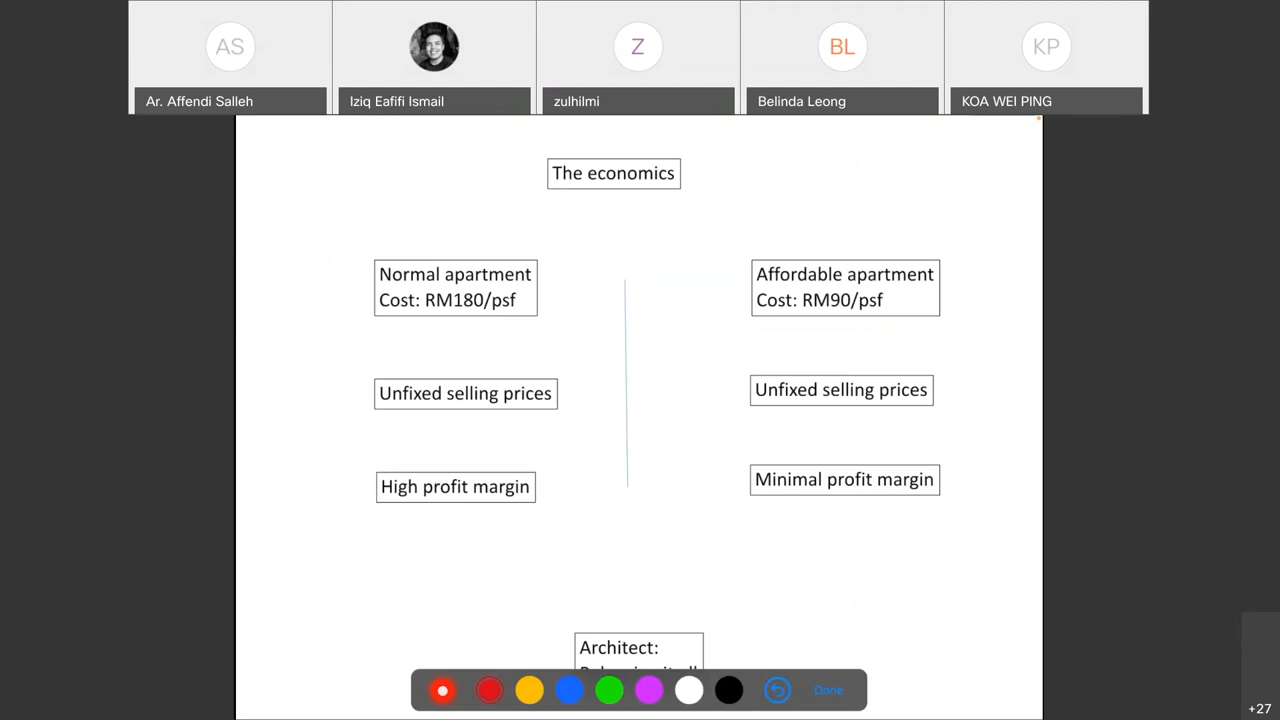 AS
Z
BL
KP
Ar. Affendi Salleh
Iziq Eafifi Ismail
zulhilmi
Belinda Leong
KOA WEI PING
The economics
Normal apartment
Cost: RM180/psf
Affordable apartment
Cost: RM90/psf
Unfixed selling prices
Unfixed selling prices
High profit margin
Minimal profit margin
Architect:
Done
+27